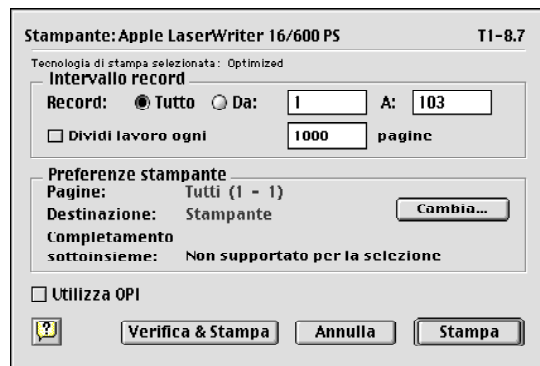 Stampante: Apple LaserWriter 16/600 PS T1-8.7
Tecnologia di stampa selezionata: Optimized
Intervallo record
Record: Tutto Da: 1 A: 103
Dividi lavoro ogni 1000 pagine
Preferenze stampante
Pagine: Tutti (1 - 1)
Destinazione: Stampante Cambia...
Completamento
sottoinsieme: Non supportato per la selezione
Utilizza OPI
? Verifica & Stampa Annulla Stampa